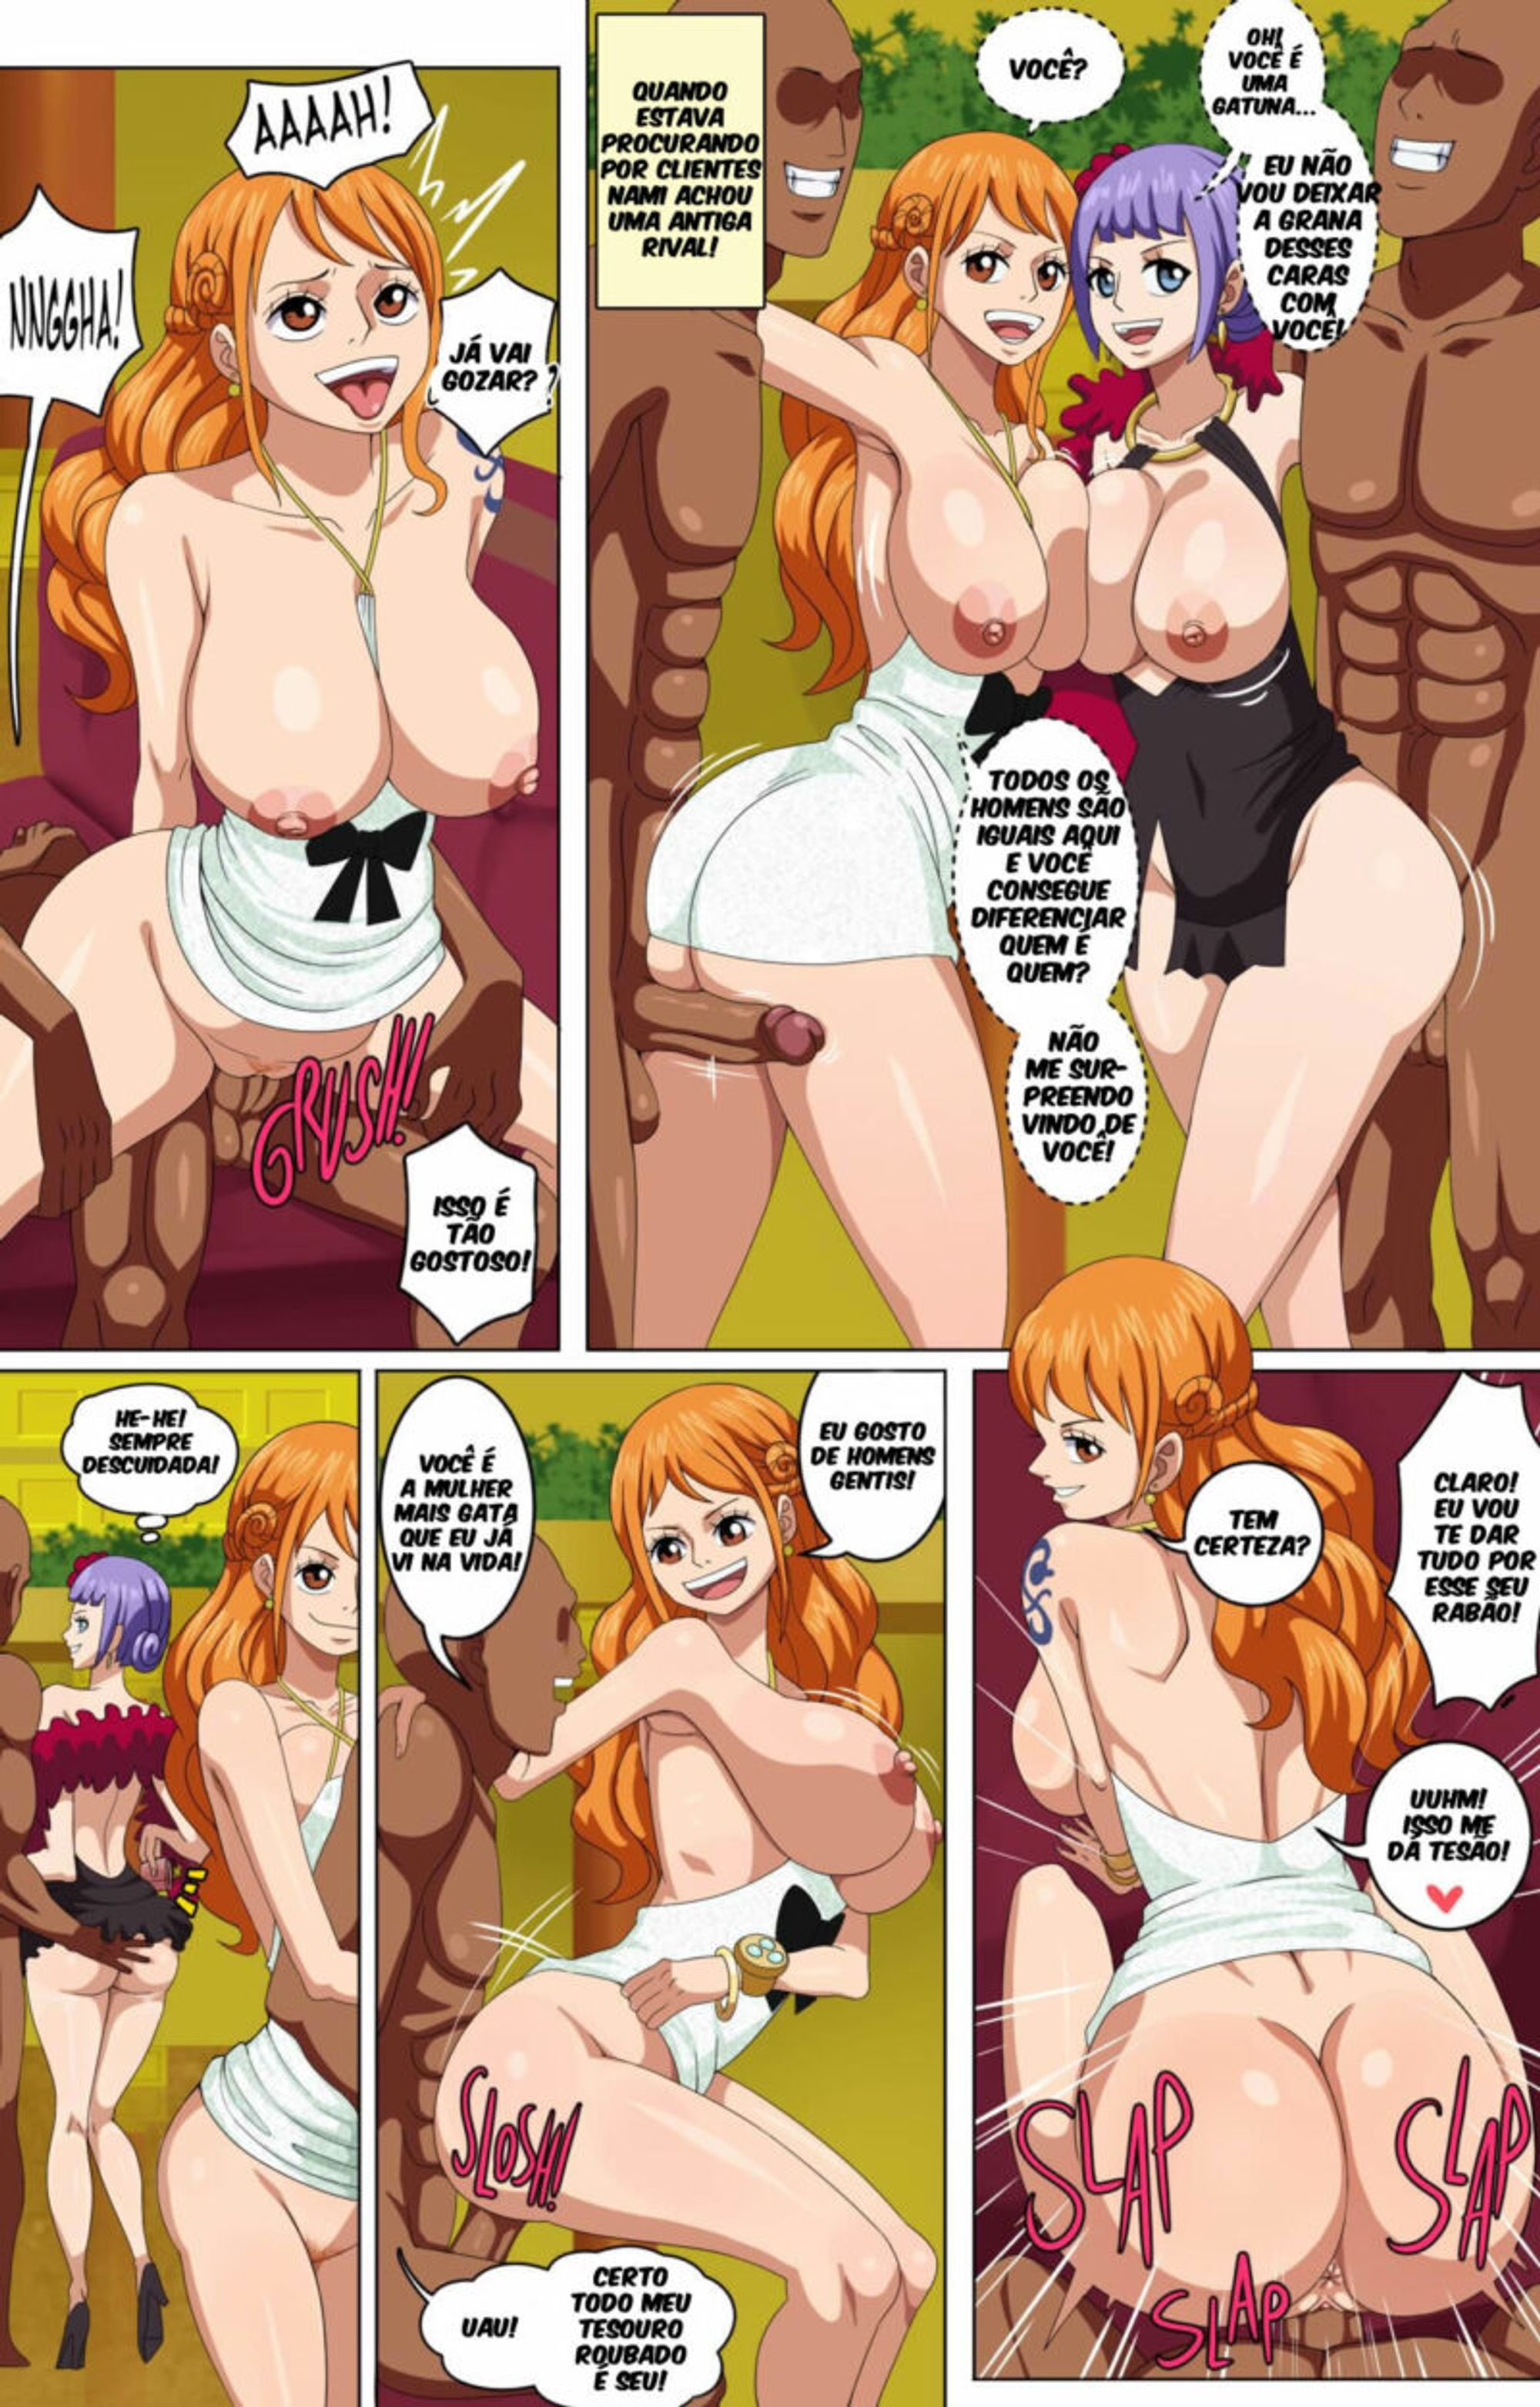 AAAAH!
NNGGHA!
JÁ VAI
GOZAR?
GRUSH!!
ISSO É
TÃO
GOSTOSO!
QUANDO
ESTAVA
PROCURANDO
POR CLIENTES
NAMI ACHOU
UMA ANTIGA
RIVAL!
VOCÊ?
OH!
VOCÊ É
UMA
GATUNA...
EU NÃO
VOU DEIXAR
A GRANA
DESSES
CARAS
COM
VOCÊ!
TODOS OS
HOMENS SÃO
IGUAIS AQUI
E VOCÊ
CONSEGUE
DIFERENCIAR
QUEM É
QUEM?
NÃO
ME SUR-
PREENDO
VINDO DE
VOCÊ!
HE-HE!
SEMPRE
DESCUIDADA!
VOCÊ É
A MULHER
MAIS GATA
QUE EU JÁ
VI NA VIDA!
EU GOSTO
DE HOMENS
GENTIS!
SLOSH!!
UAU!
CERTO
TODO MEU
TESOURO
ROUBADO
É SEU!
TEM
CERTEZA?
CLARO!
EU VOU
TE DAR
TUDO POR
ESSE SEU
RABÃO!
UUHM!
ISSO ME
DÁ TESÃO!
SLAP
SLAP
SLAP